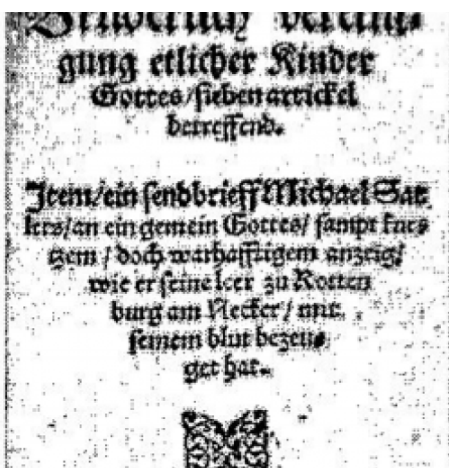 gung etlicher Kinder
Gottes/sieben artickel
betreffend.
Jtem/ein sendbrieff Michael Sat
lers/an ein gemein Gottes/ sampt kur⸗
tzem / doch warhafftigem anzeig/
wie er seine leer zu Rotten
burg am Necker/ mit
seinem blut bezeu⸗
get hat.